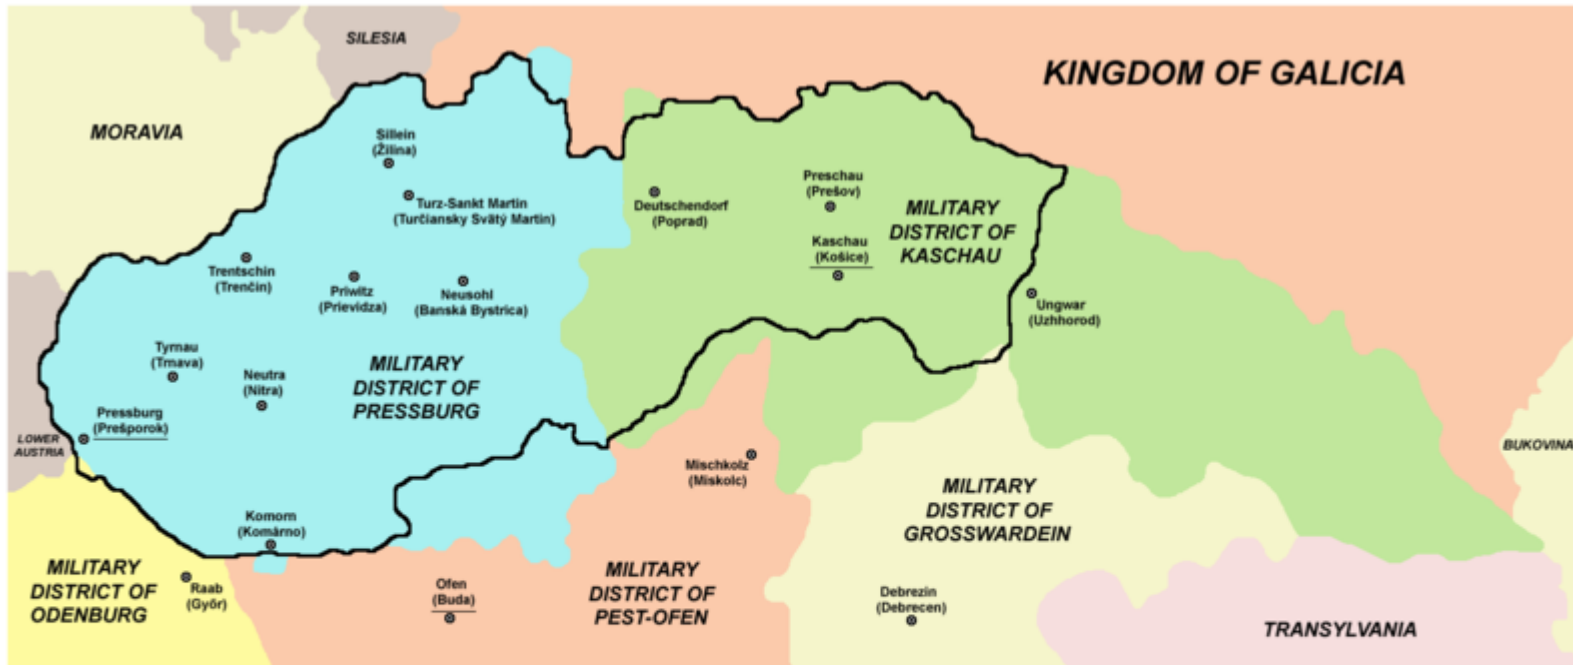 SILESIA
KINGDOM OF GALICIA
MORAVIA
Sillein
(Žilina)
Turz-Sankt Martin
(Turčiansky Svätý Martin)
Deutschendorf
(Poprad)
Preschau
(Prešov)
MILITARY
DISTRICT OF
KASCHAU
Kaschau
(Košice)
Trentschin
(Trenčín)
Priwitz
(Prievidza)
Neusohl
(Banská Bystrica)
Ungwar
(Uzhhorod)
Tyrnau
(Trnava)
Neutra
(Nitra)
MILITARY
DISTRICT OF
PRESSBURG
Pressburg
(Prešporok)
LOWER
AUSTRIA
BUKOVINA
Mischkolz
(Miskolc)
MILITARY
DISTRICT OF
GROSSWARDEIN
Komorn
(Komárno)
MILITARY
DISTRICT OF
ODENBURG
Raab
(Győr)
Ofen
(Buda)
MILITARY
DISTRICT OF
PEST-OFEN
Debrezin
(Debrecen)
TRANSYLVANIA